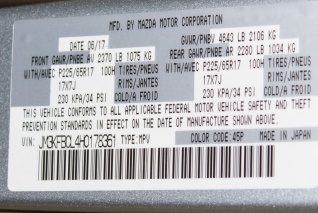 MFD. BY MAZDA MOTOR CORPORATION
DATE 06/17
GVWR/PNBV 4643 LB 2106 KG
FRONT GAWR/PNBE AV 2370 LB 1075 KG
REAR GAWR/PNBE AR 2280 LB 1034 KG
WITH/AVEC P225/65R17 100H TIRES/PNEUS
WITH/AVEC P225/65R17 100H TIRES/PNEUS
17X7J RIMS/JANTES
17X7J
230 KPA/34 PSI COLD/A FROID
230 KPA/34 PSI COLD/A FROID
THIS VEHICLE CONFORMS TO ALL APPLICABLE FEDERAL MOTOR VEHICLE SAFETY AND THEFT
PREVENTION STANDARDS IN EFFECT ON THE DATE OF MANUFACTURE SHOWN ABOVE.
VIN: JM3KFBCL4H0178361 TYPE:MPV
COLOR CODE:45P MADE IN JAPAN